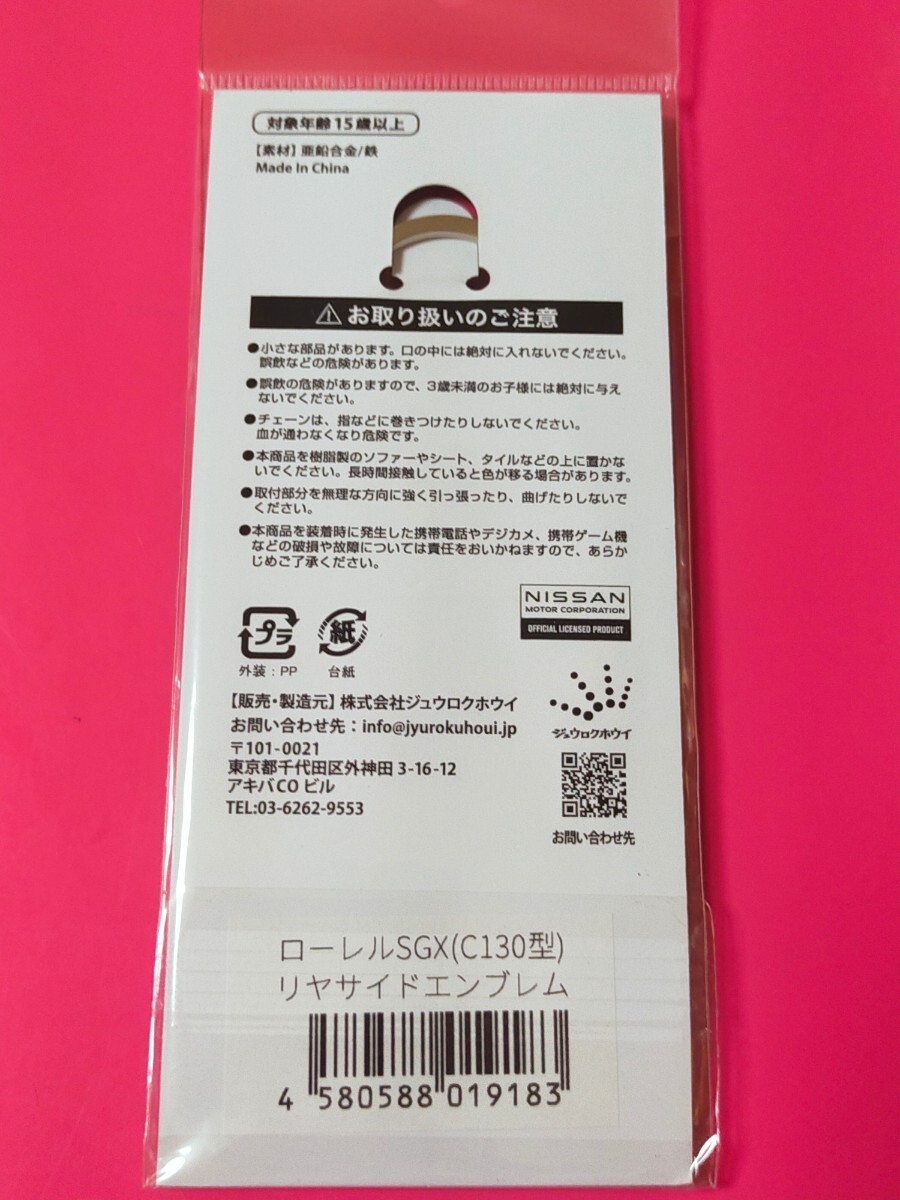 対象年齢15歳以上
【素材】亜鉛合金/鉄
Made In China
⚠お取り扱いのご注意
●小さな部品があります。口の中には絶対に入れないでください。
誤飲などの危険があります。
●誤飲の危険がありますので、3歳未満のお子様には絶対に与え
ないでください。
●チェーンは、指などに巻きつけたりしないでください。
血が通わなくなり危険です。
●本商品を樹脂製のソファーやシート、タイルなどの上に置かな
いでください。長時間接触していると色が移る場合があります。
●取付部分を無理な方向に強く引っ張ったり、曲げたりしないで
ください。
●本商品を装着時に発生した携帯電話やデジカメ、携帯ゲーム機
などの破損や故障については責任をおいかねますので、あらか
じめご了承ください。
NISSAN
MOTOR CORPORATION
OFFICIAL LICENSED PRODUCT
プラ
紙
外装：PP
台紙
【販売・製造元】株式会社ジュウロクホウイ
お問い合わせ先：info@jyurokuhoui.jp
〒101-0021
東京都千代田区外神田 3-16-12
アキバCO ビル
TEL:03-6262-9553
ジュウロクホウイ
お問い合わせ先
ローレルSGX(C130型)
リヤサイドエンブレム
4 580588 019183